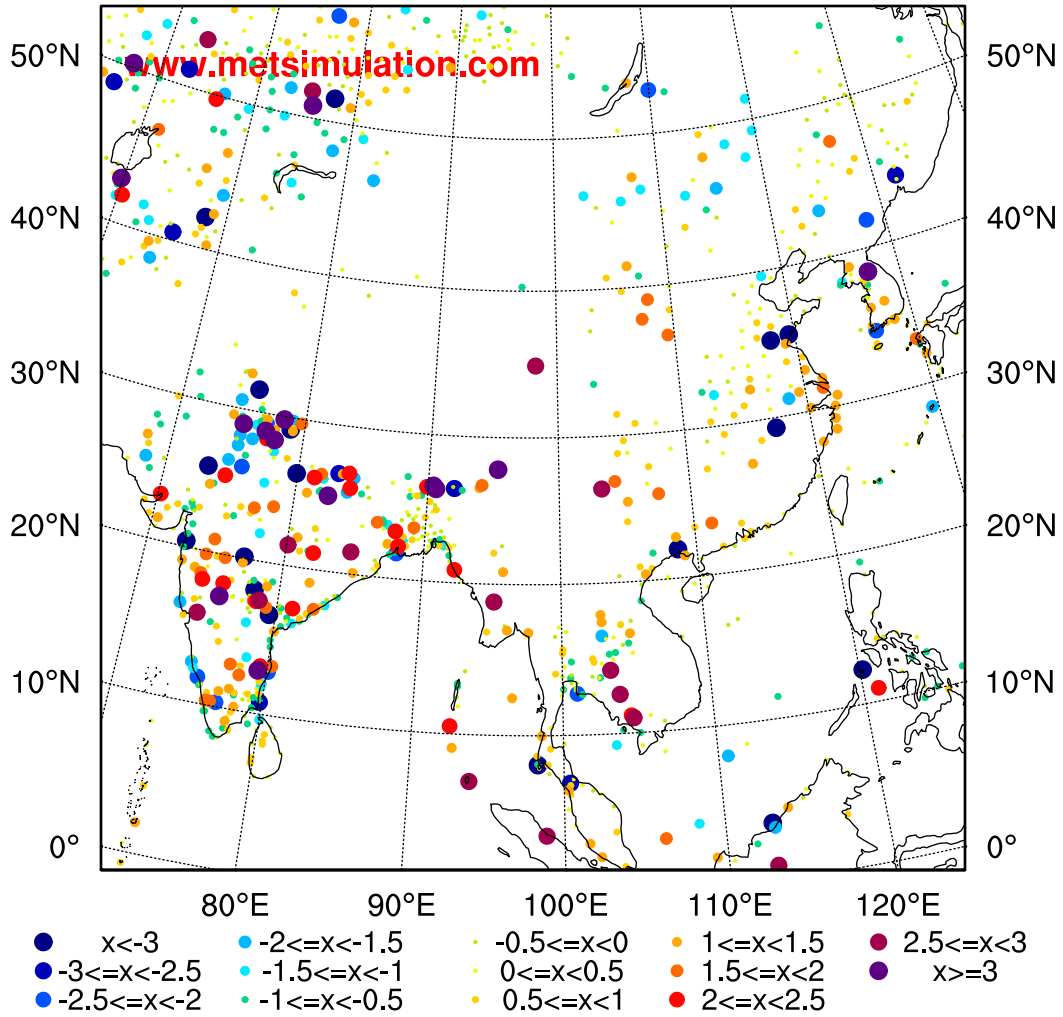 50°N 50°N
www.metsimulation.com
40°N 40°N
30°N 30°N
20°N 20°N
10°N 10°N
0° 0°
80°E 90°E 100°E 110°E 120°E
x<-3 -2<=x<-1.5 -0.5<=x<0 1<=x<1.5 2.5<=x<3
-3<=x<-2.5 -1.5<=x<-1 0<=x<0.5 1.5<=x<2 x>=3
-2.5<=x<-2 -1<=x<-0.5 0.5<=x<1 2<=x<2.5